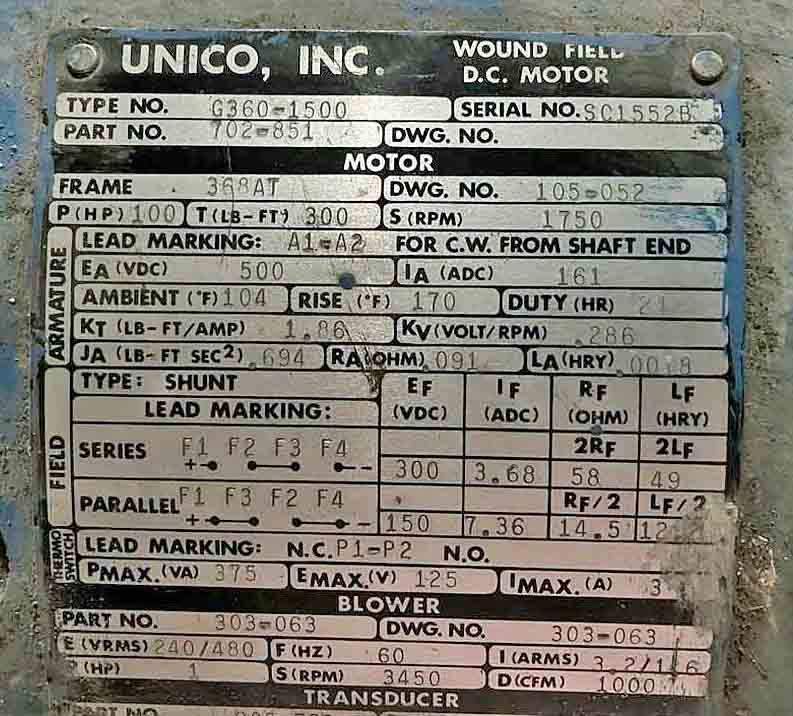 UNICO, INC. WOUND FIELD
D.C. MOTOR
TYPE NO. G360-1500 SERIAL NO. SC1552B
PART NO. 702-851 DWG. NO.
MOTOR
FRAME 368AT DWG. NO. 105-052
P (HP) 100 T (LB-FT) 300 S (RPM) 1750
ARMATURE
LEAD MARKING: A1-A2 FOR C.W. FROM SHAFT END
EA (VDC) 500 IA (ADC) 161
AMBIENT (°F) 104 RISE (°F) 170 DUTY (HR)
KT (LB-FT/AMP) 1.86 KV (VOLT/RPM) .286
JA (LB-FT SEC2) .694 RA (OHM) .091 LA (HRY)
FIELD
TYPE: SHUNT EF IF RF LF
LEAD MARKING: (VDC) (ADC) (OHM) (HRY)
2RF 2LF
SERIES F1 F2 F3 F4
+ - 300 3.68 58 49
RF/2 LF/2
PARALLEL F1 F3 F2 F4
+ - 150 7.36 14.5
THERMO SWITCH
LEAD MARKING: N.C. P1-P2 N.O.
PMAX. (VA) 375 EMAX. (V) 125 IMAX. (A) 3
BLOWER
PART NO. 303-063 DWG. NO. 303-063
E (VRMS) 240/480 F (HZ) 60 I (ARMS)
(HP) 1 S (RPM) 3450 D (CFM) 1000
TRANSDUCER
PART NO.